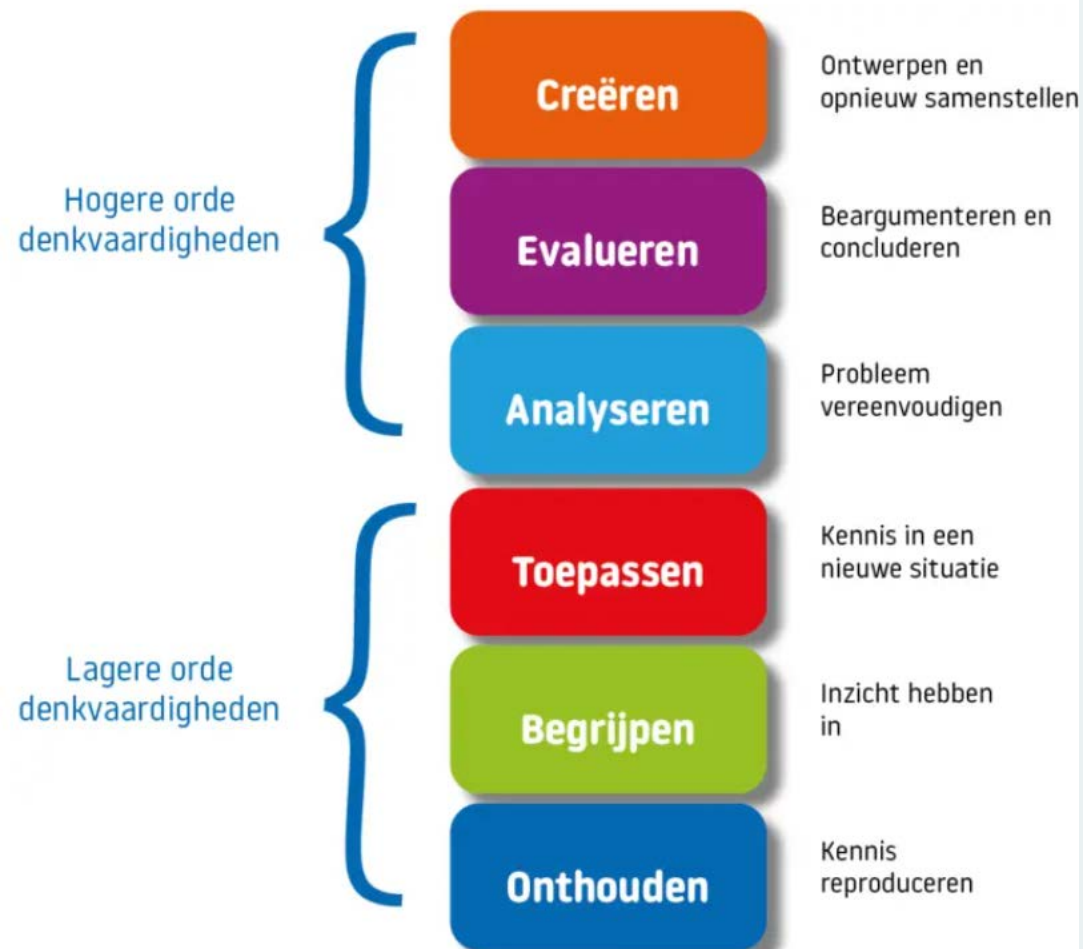 Creëren
Ontwerpen en
opnieuw samenstellen
Hogere orde
denkvaardigheden
Evalueren
Beargumenteren en
concluderen
Analyseren
Probleem
vereenvoudigen
Toepassen
Kennis in een
nieuwe situatie
Lagere orde
denkvaardigheden
Begrijpen
Inzicht hebben
in
Onthouden
Kennis
reproduceren